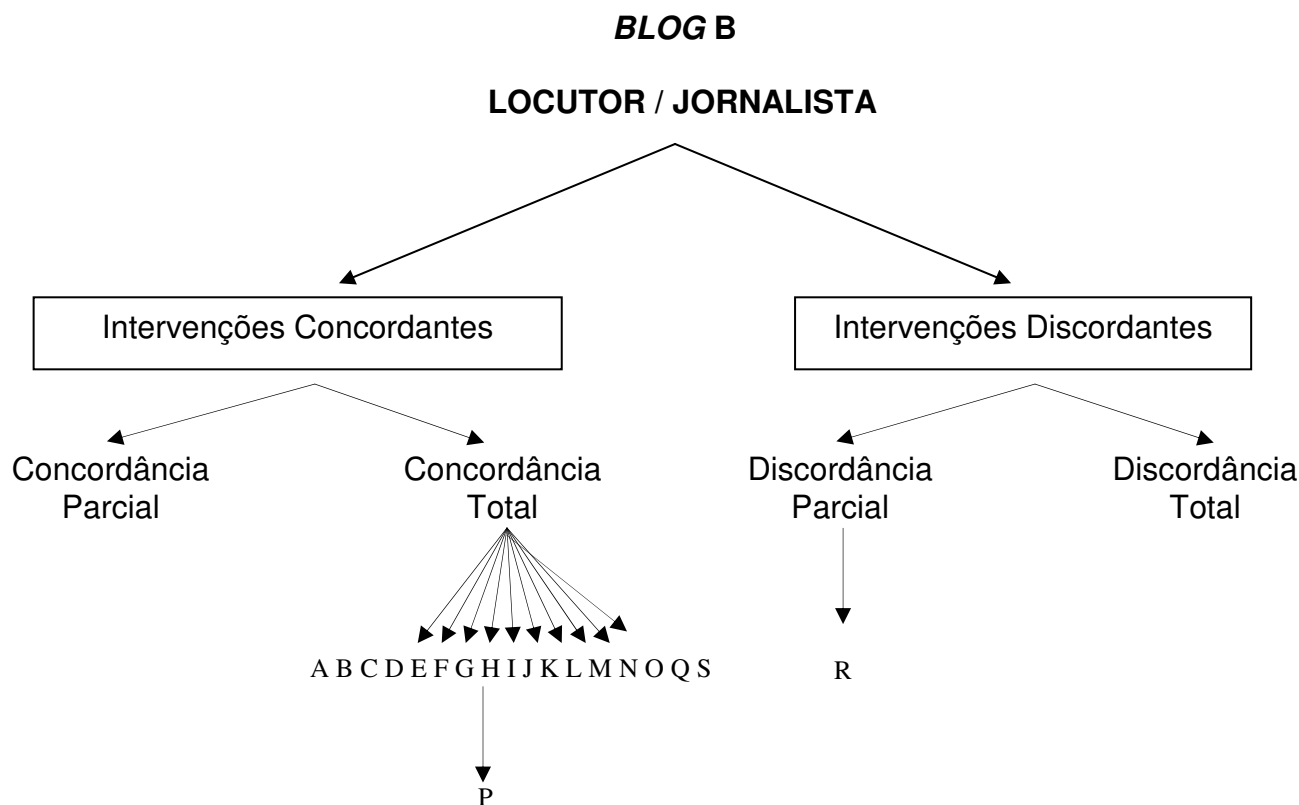 BLOG B
LOCUTOR / JORNALISTA
Intervenções Concordantes
Intervenções Discordantes
Concordância
Parcial
Concordância
Total
Discordância
Parcial
Discordância
Total
A B C D E F G H I J K L M N O Q S
R
P